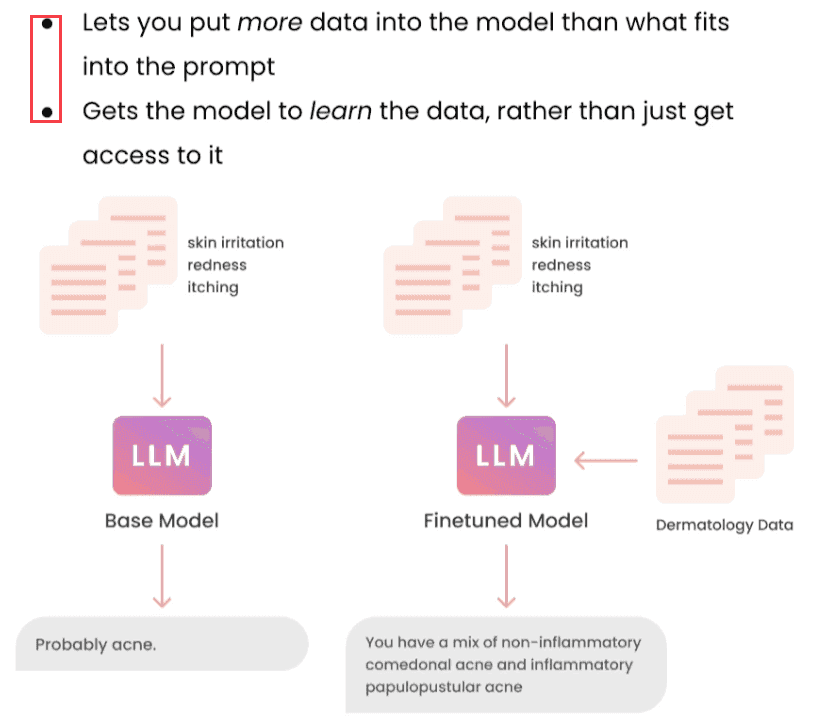 • Lets you put more data into the model than what fits
into the prompt
• Gets the model to learn the data, rather than just get
access to it
skin irritation
redness
itching
LLM
Base Model
Probably acne.
skin irritation
redness
itching
LLM
Finetuned Model
Dermatology Data
You have a mix of non-inflammatory
comedonal acne and inflammatory
papulopustular acne